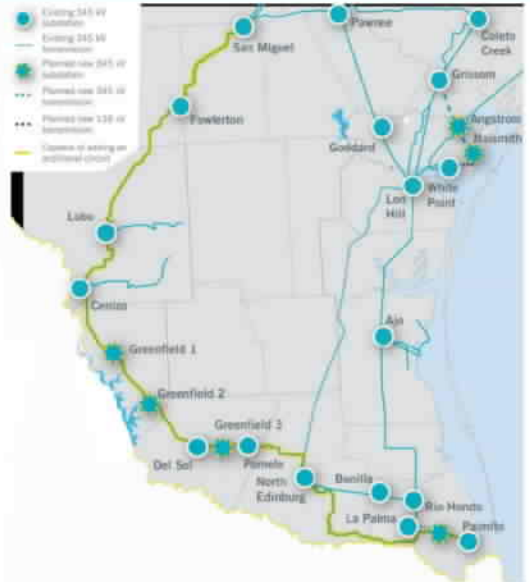 Existing 345 kV
substation
Existing 345 kV
transmission
Planned new 345 kV
substation
Planned new 345 kV
transmission
Planned new 138 kV
transmission
Capable of adding an
additional circuit
San Miguel
Pawnee
Coleto
Creek
Fowlerton
Grissom
Goddard
Angstrom
Naismith
Lon
Hill
White
Point
Lobo
Cenizo
Ajo
Greenfield 1
Greenfield 2
Greenfield 3
Del Sol
Pomelo
North
Edinburg
Bonilla
Rio Hondo
La Palma
Palmito